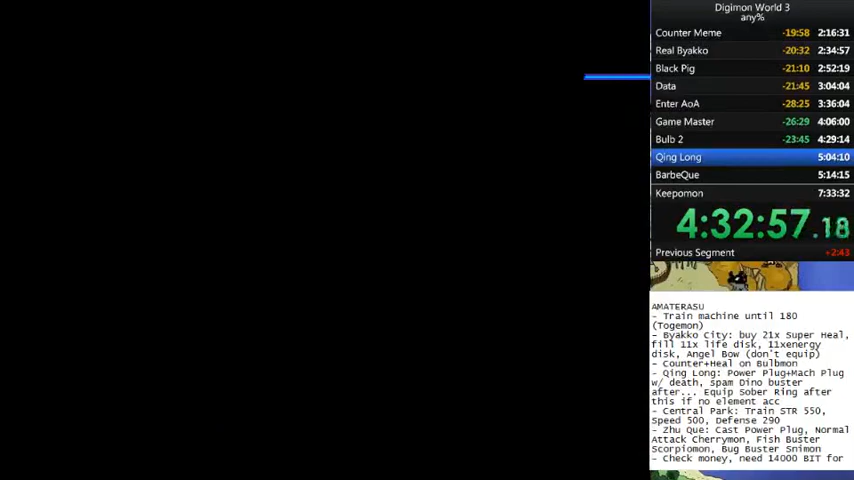 Digimon World 3
any%
Counter Meme -19:58 2:16:31
Real Byakko -20:32 2:34:57
Black Pig -21:10 2:52:19
Data -21:45 3:04:04
Enter AoA -28:25 3:36:04
Game Master -26:29 4:06:00
Bulb 2 -23:45 4:29:14
Qing Long 5:04:10
BarbeQue 5:14:15
Keepomon 7:33:32
4:32:57.18
Previous Segment +2:43
AMATERASU
- Train machine until 180
(Togemon)
- Byakko City: buy 21x Super Heal,
fill 11x life disk, 11xenergy
disk, Angel Bow (don't equip)
- Counter+Heal on Bulbmon
- Qing Long: Power Plug+Mach Plug
w/ death, spam Dino buster
after... Equip Sober Ring after
this if no element acc
- Central Park: Train STR 550,
Speed 500, Defense 290
- Zhu Que: Cast Power Plug, Normal
Attack Cherrymon, Fish Buster
Scorpiomon, Bug Buster Snimon
- Check money, need 14000 BIT for